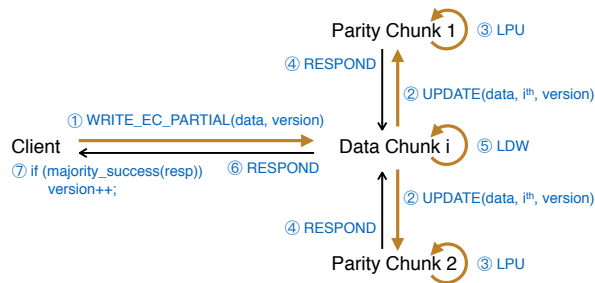 Parity Chunk 1
③ LPU
④ RESPOND
② UPDATE(data, iᵗʰ, version)
① WRITE_EC_PARTIAL(data, version)
Client
Data Chunk i
⑤ LDW
⑦ if (majority_success(resp))
version++;
⑥ RESPOND
② UPDATE(data, iᵗʰ, version)
④ RESPOND
Parity Chunk 2
③ LPU